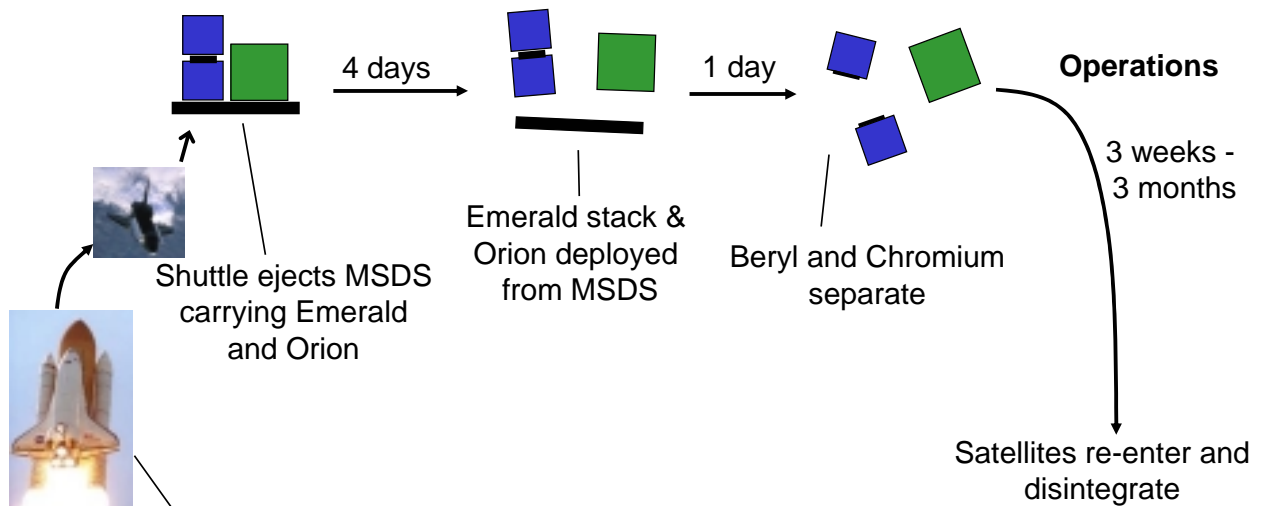 4 days
1 day
Operations
3 weeks -
3 months
Shuttle ejects MSDS
carrying Emerald
and Orion
Emerald stack &
Orion deployed
from MSDS
Beryl and Chromium
separate
Satellites re-enter and
disintegrate